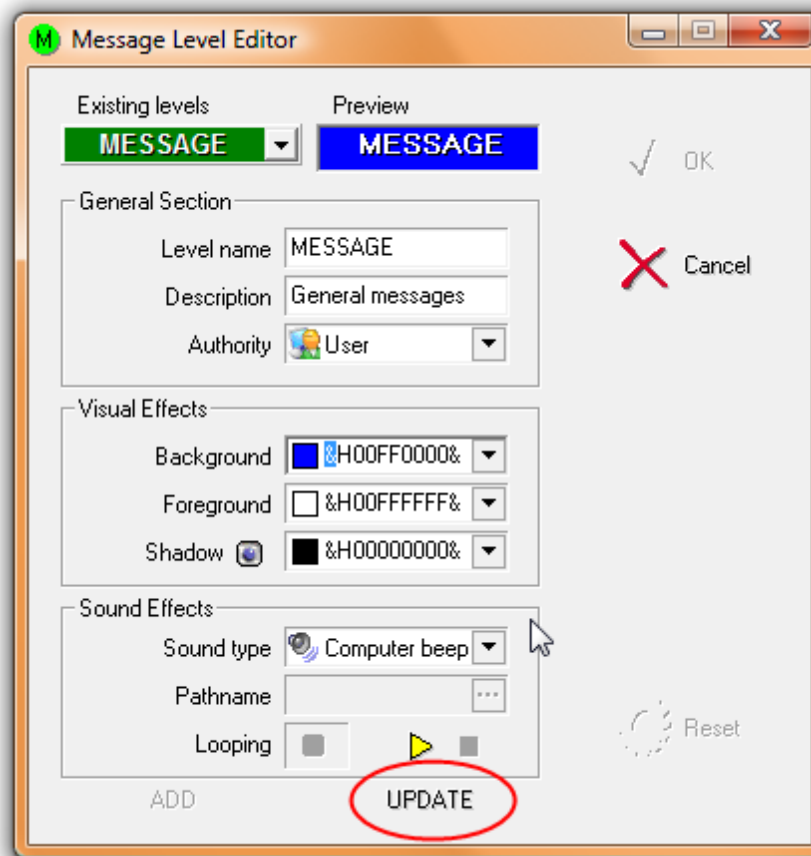 M Message Level Editor
Existing levels Preview
MESSAGE MESSAGE
OK
General Section
Level name MESSAGE
Cancel
Description General messages
Authority User
Visual Effects
Background &H00FF0000&
Foreground &H00FFFFFF&
Shadow &H00000000&
Sound Effects
Sound type Computer beep
Pathname ...
Looping
Reset
ADD UPDATE